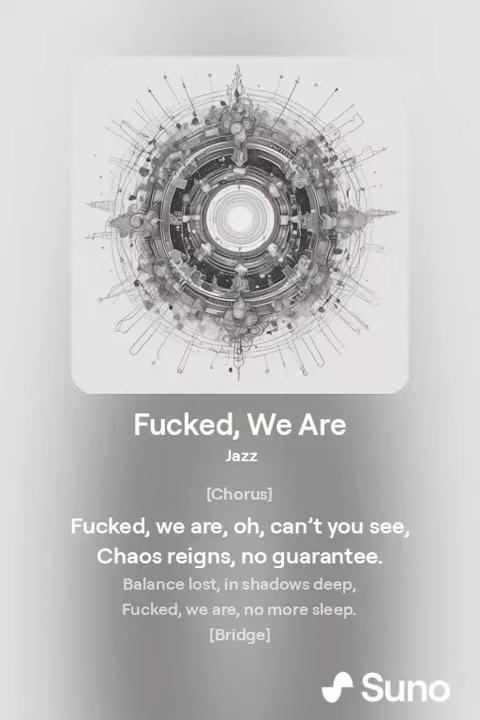 Fucked, We Are
Jazz
[Chorus]
Fucked, we are, oh, can’t you see,
Chaos reigns, no guarantee.
Balance lost, in shadows deep,
Fucked, we are, no more sleep.
[Bridge]
Suno